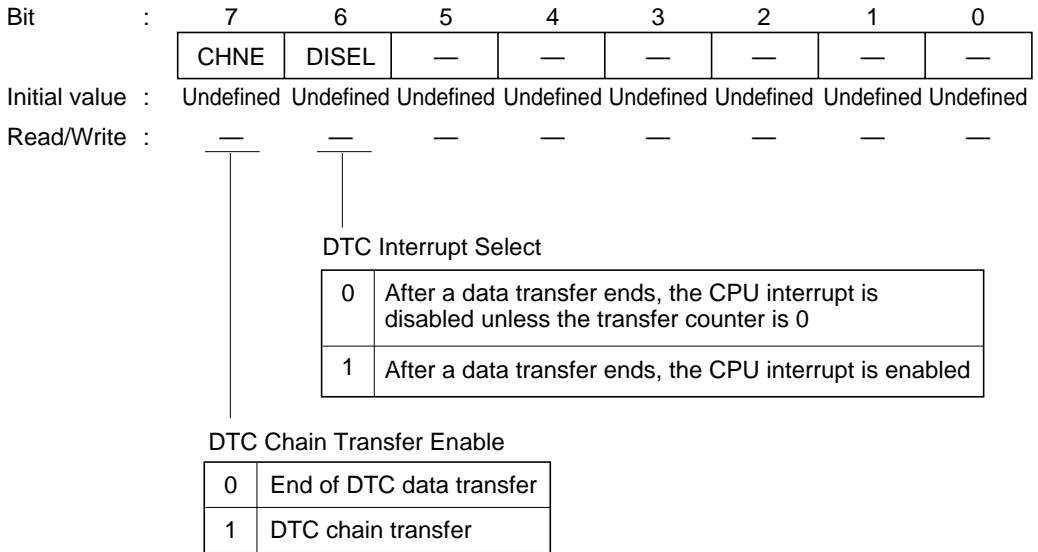 Bit : 7 6 5 4 3 2 1 0
CHNE DISEL — — — — — —
Initial value : Undefined Undefined Undefined Undefined Undefined Undefined Undefined Undefined
Read/Write : — — — — — — — —
DTC Interrupt Select
0 After a data transfer ends, the CPU interrupt is
disabled unless the transfer counter is 0
1 After a data transfer ends, the CPU interrupt is enabled
DTC Chain Transfer Enable
0 End of DTC data transfer
1 DTC chain transfer